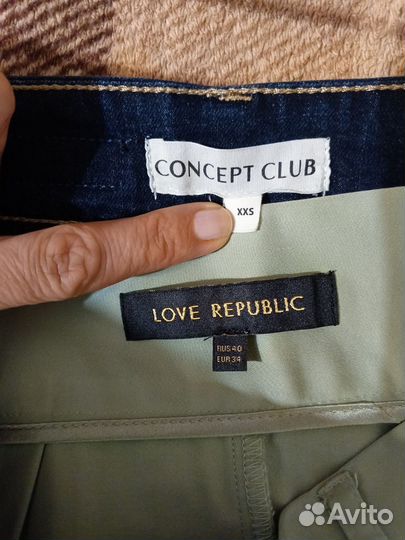 CONCEPT CLUB
XXS
LOVE REPUBLIC
RUS 40
EUR 34
Avito